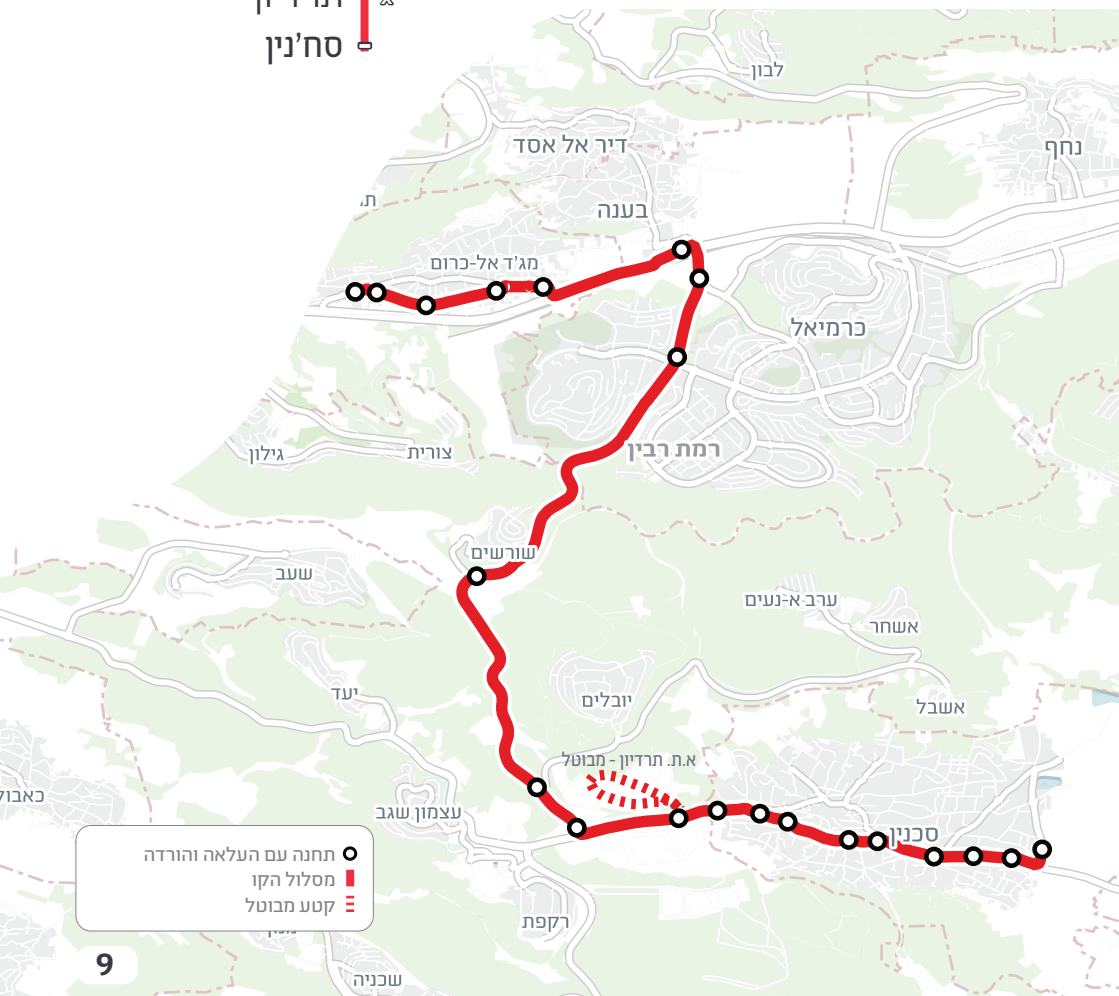 סח'נין
לבון
דיר אל אסד
נחף
בענה
מג'ד אל-כרום
כרמיאל
רמת רבין
גילון
צורית
שורשים
שעב
ערב א-נעים
אשחר
יעד
יובלים
אשבל
א.ת. תרדיון - מבוטל
עצמון שגב
סכנין
תחנה עם העלאה והורדה
מסלול הקו
קטע מבוטל
רקפת
9
שכניה